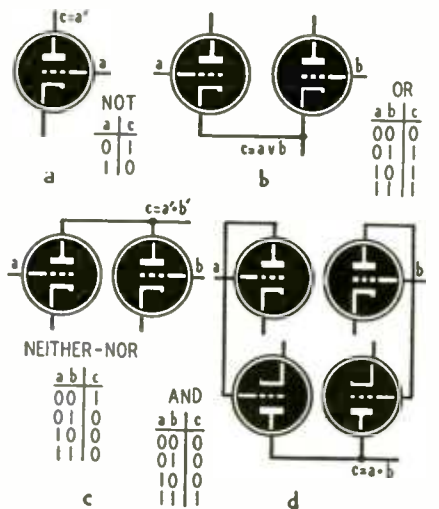 c=a'
a
NOT
a c
0 1
1 0
a
a
b
c=a v b
b
OR
a b c
0 0 0
0 1 1
1 0 1
1 1 1
c=a'•b'
a
b
NEITHER-NOR
a b c
0 0 1
0 1 0
1 0 0
1 1 0
c
a
b
AND
a b c
0 0 0
0 1 0
1 0 0
1 1 1
c=a•b
d